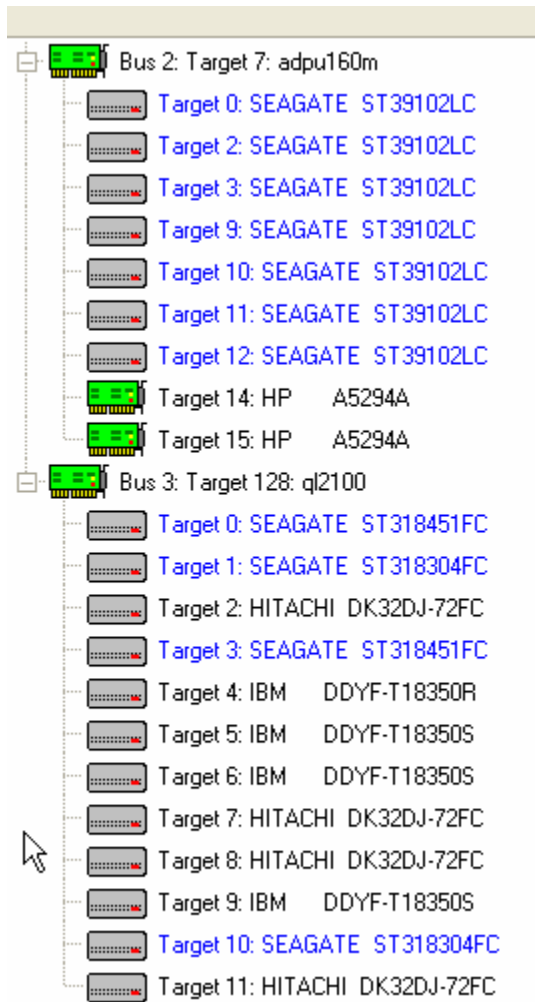 Bus 2: Target 7: adpu160m
Target 0: SEAGATE ST39102LC
Target 2: SEAGATE ST39102LC
Target 3: SEAGATE ST39102LC
Target 9: SEAGATE ST39102LC
Target 10: SEAGATE ST39102LC
Target 11: SEAGATE ST39102LC
Target 12: SEAGATE ST39102LC
Target 14: HP A5294A
Target 15: HP A5294A
Bus 3: Target 128: ql2100
Target 0: SEAGATE ST318451FC
Target 1: SEAGATE ST318304FC
Target 2: HITACHI DK32DJ-72FC
Target 3: SEAGATE ST318451FC
Target 4: IBM DDYF-T18350R
Target 5: IBM DDYF-T18350S
Target 6: IBM DDYF-T18350S
Target 7: HITACHI DK32DJ-72FC
Target 8: HITACHI DK32DJ-72FC
Target 9: IBM DDYF-T18350S
Target 10: SEAGATE ST318304FC
Target 11: HITACHI DK32DJ-72FC